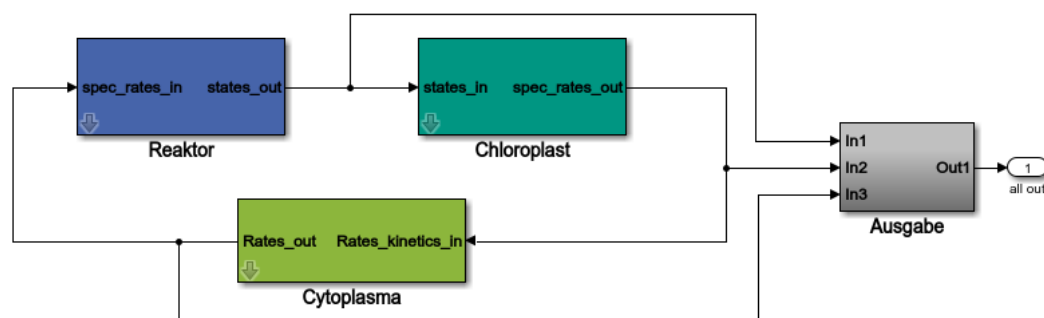 spec_rates_in states_out
Reaktor
states_in spec_rates_out
Chloroplast
In1
In2 Out1
In3
Ausgabe
1
all out
Rates_out Rates_kinetics_in
Cytoplasma